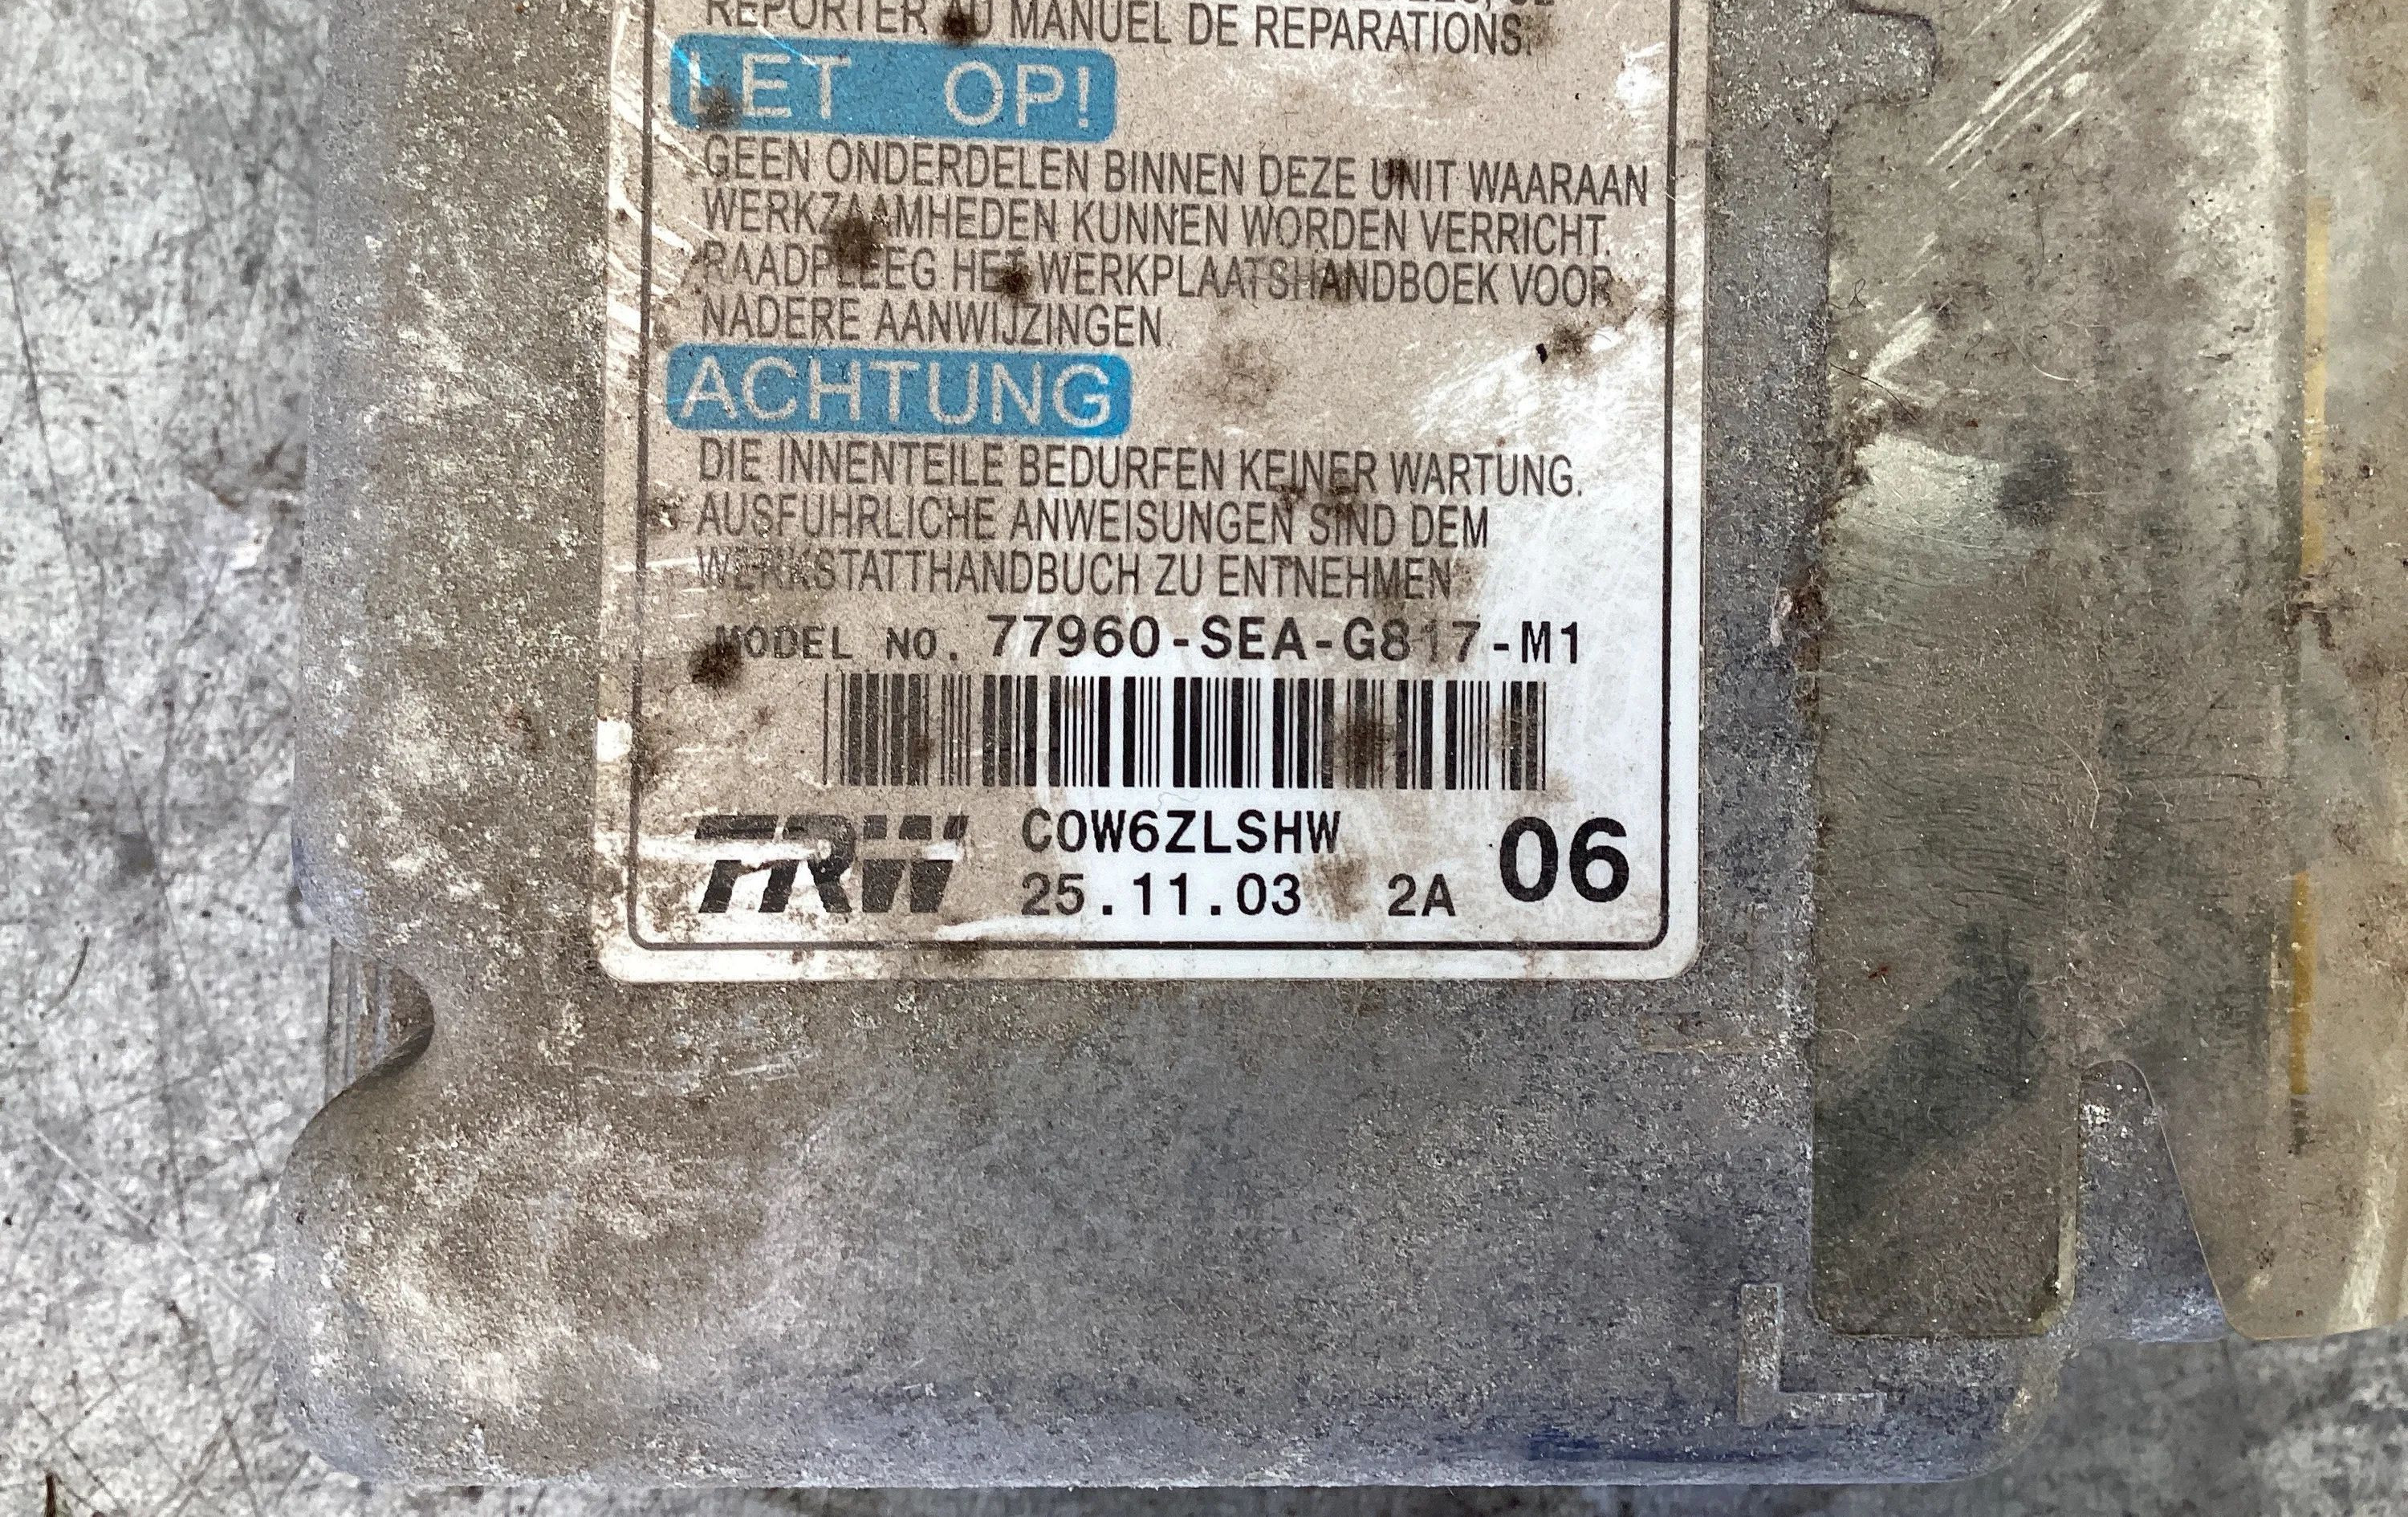 REPORTER AU MANUEL DE REPARATIONS.
LET OP!
GEEN ONDERDELEN BINNEN DEZE UNIT WAARAAN
WERKZAAMHEDEN KUNNEN WORDEN VERRICHT.
RAADPLEEG HET WERKPLAATSHANDBOEK VOOR
NADERE AANWIJZINGEN.
ACHTUNG
DIE INNENTEILE BEDURFEN KEINER WARTUNG.
AUSFUHRLICHE ANWEISUNGEN SIND DEM
WERKSTATTHANDBUCH ZU ENTNEHMEN
MODEL NO. 77960-SEA-G817-M1
TRW C0W6ZLSHW 06
25.11.03 2A